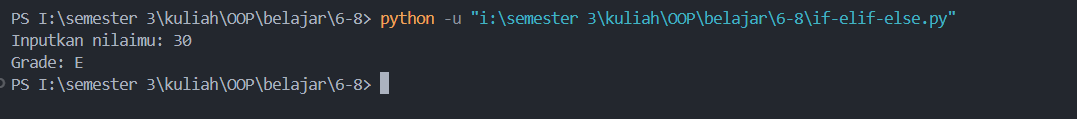 PS I:\semester 3\kuliah\OOP\belajar\6-8> python -u "i:\semester 3\kuliah\OOP\belajar\6-8\if-elif-else.py"
Inputkan nilaimu: 30
Grade: E
PS I:\semester 3\kuliah\OOP\belajar\6-8>